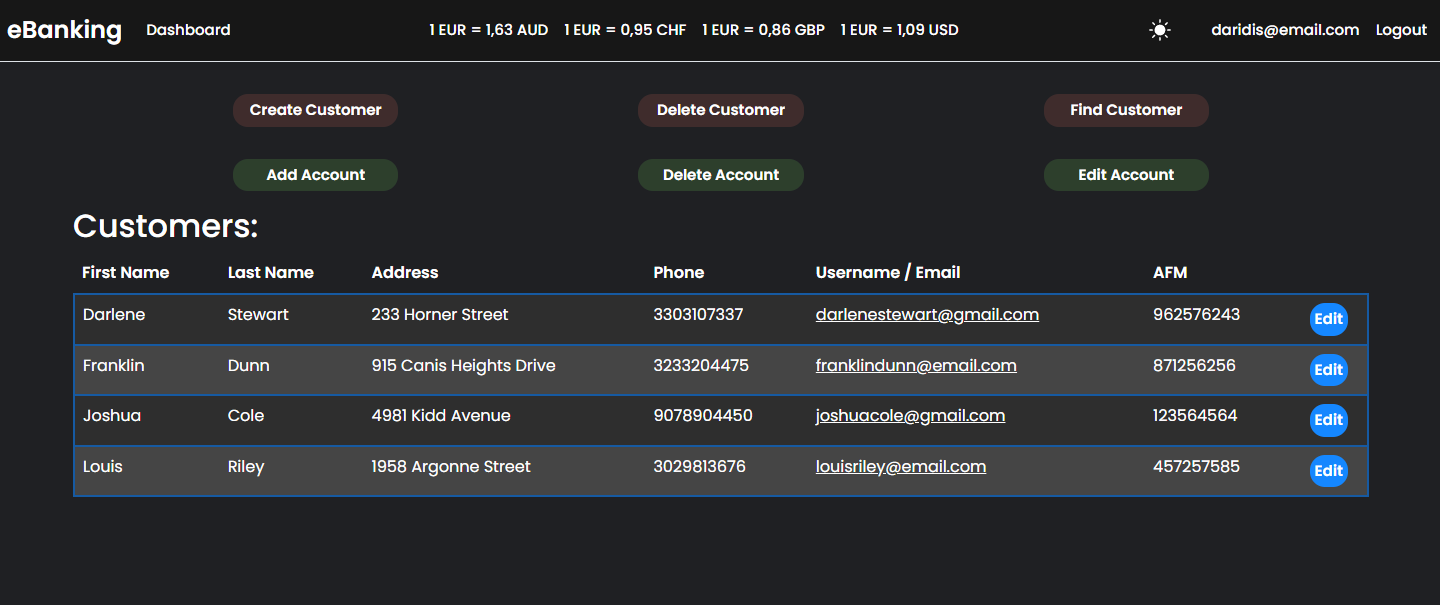 eBanking Dashboard 1 EUR = 1,63 AUD 1 EUR = 0,95 CHF 1 EUR = 0,86 GBP 1 EUR = 1,09 USD daridis@email.com Logout
Create Customer Delete Customer Find Customer
Add Account Delete Account Edit Account
Customers:
First Name Last Name Address Phone Username / Email AFM
Darlene Stewart 233 Horner Street 3303107337 darlenestewart@gmail.com 962576243 Edit
Franklin Dunn 915 Canis Heights Drive 3233204475 franklindunn@email.com 871256256 Edit
Joshua Cole 4981 Kidd Avenue 9078904450 joshuacole@gmail.com 123564564 Edit
Louis Riley 1958 Argonne Street 3029813676 louisriley@email.com 457257585 Edit